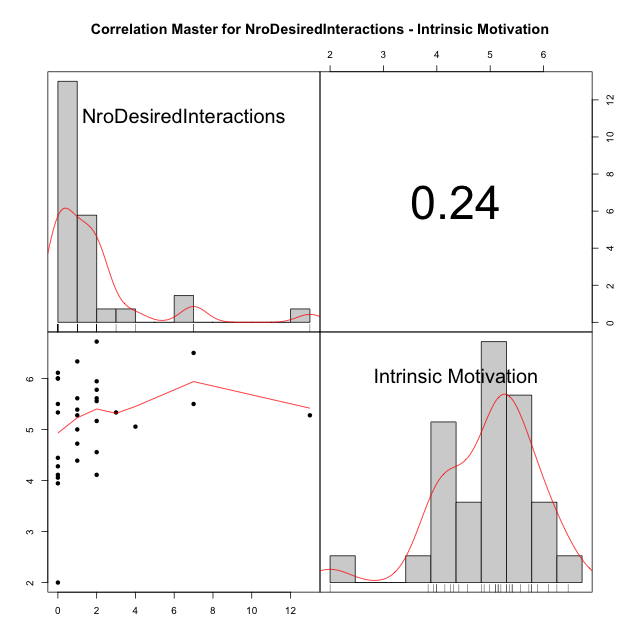 Correlation Master for NroDesiredInteractions - Intrinsic Motivation
2 3 4 5 6
NroDesiredInteractions
0.24
12
10
8
6
4
2
0
Intrinsic Motivation
6
5
4
3
2
0 2 4 6 8 10 12